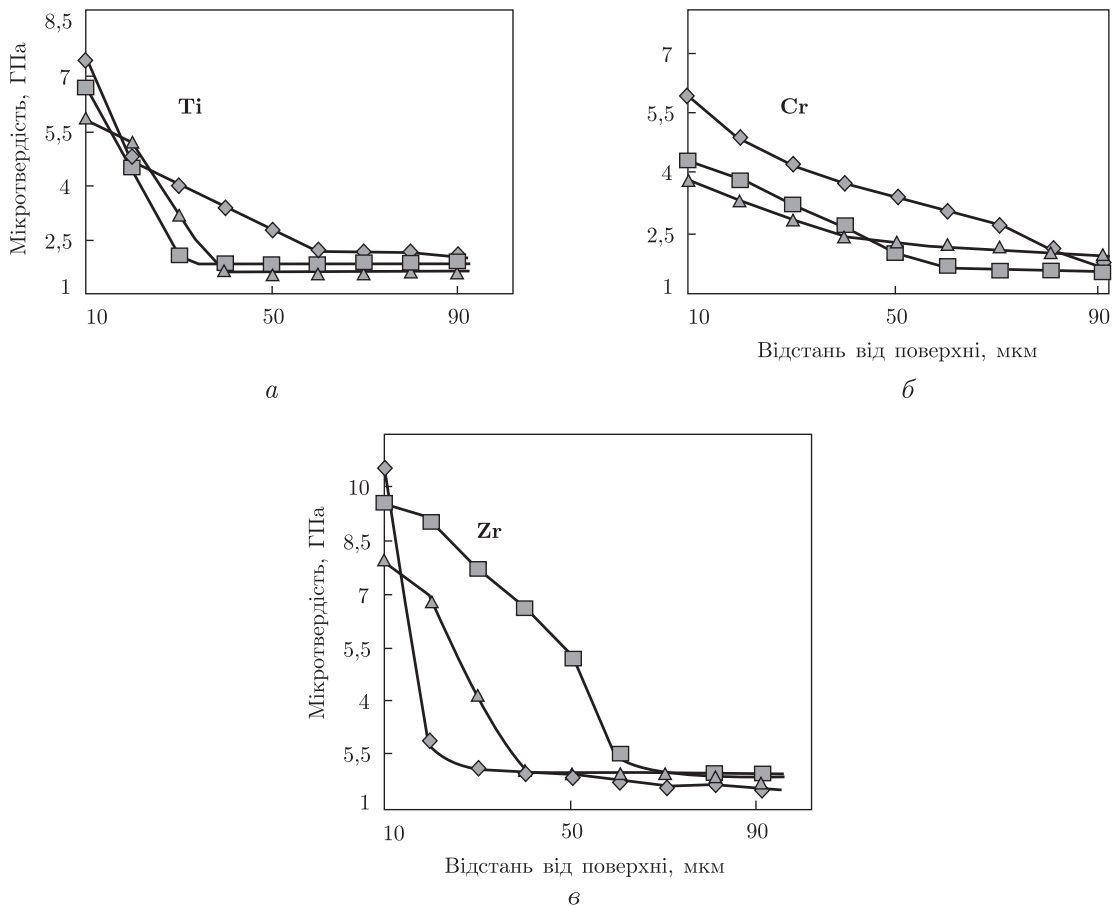 8,5
7
5,5
4
2,5
1
Мікротвердість, ГПа
Ti
10 50 90
а
7
5,5
4
2,5
1
Cr
10 50 90
Відстань від поверхні, мкм
б
10
8,5
7
5,5
4
5,5
1
Мікротвердість, ГПа
Zr
10 50 90
Відстань від поверхні, мкм
в